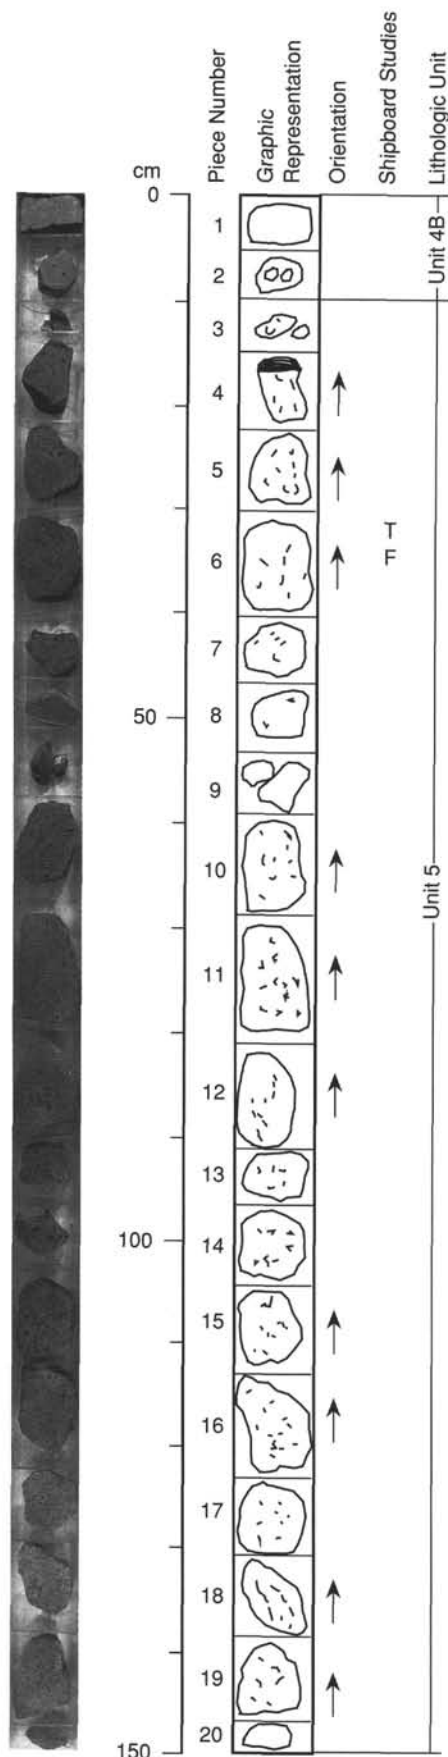 cm
Piece Number
Graphic
Representation
Orientation
Shipboard Studies
Lithologic Unit
0
1
2
Unit 4B
3
4
5
T
6
F
7
50
8
9
10
Unit 5
11
12
13
100
14
15
16
17
18
19
20
150